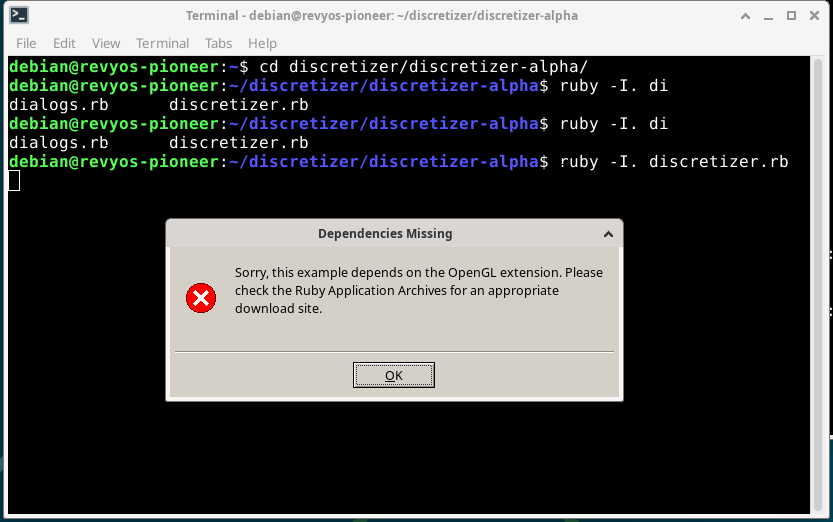 Terminal - debian@revyos-pioneer: ~/discretizer/discretizer-alpha
File Edit View Terminal Tabs Help
debian@revyos-pioneer:~$ cd discretizer/discretizer-alpha/
debian@revyos-pioneer:~/discretizer/discretizer-alpha$ ruby -I. di
dialogs.rb discretizer.rb
debian@revyos-pioneer:~/discretizer/discretizer-alpha$ ruby -I. di
dialogs.rb discretizer.rb
debian@revyos-pioneer:~/discretizer/discretizer-alpha$ ruby -I. discretizer.rb
Dependencies Missing
Sorry, this example depends on the OpenGL extension. Please
check the Ruby Application Archives for an appropriate
download site.
OK